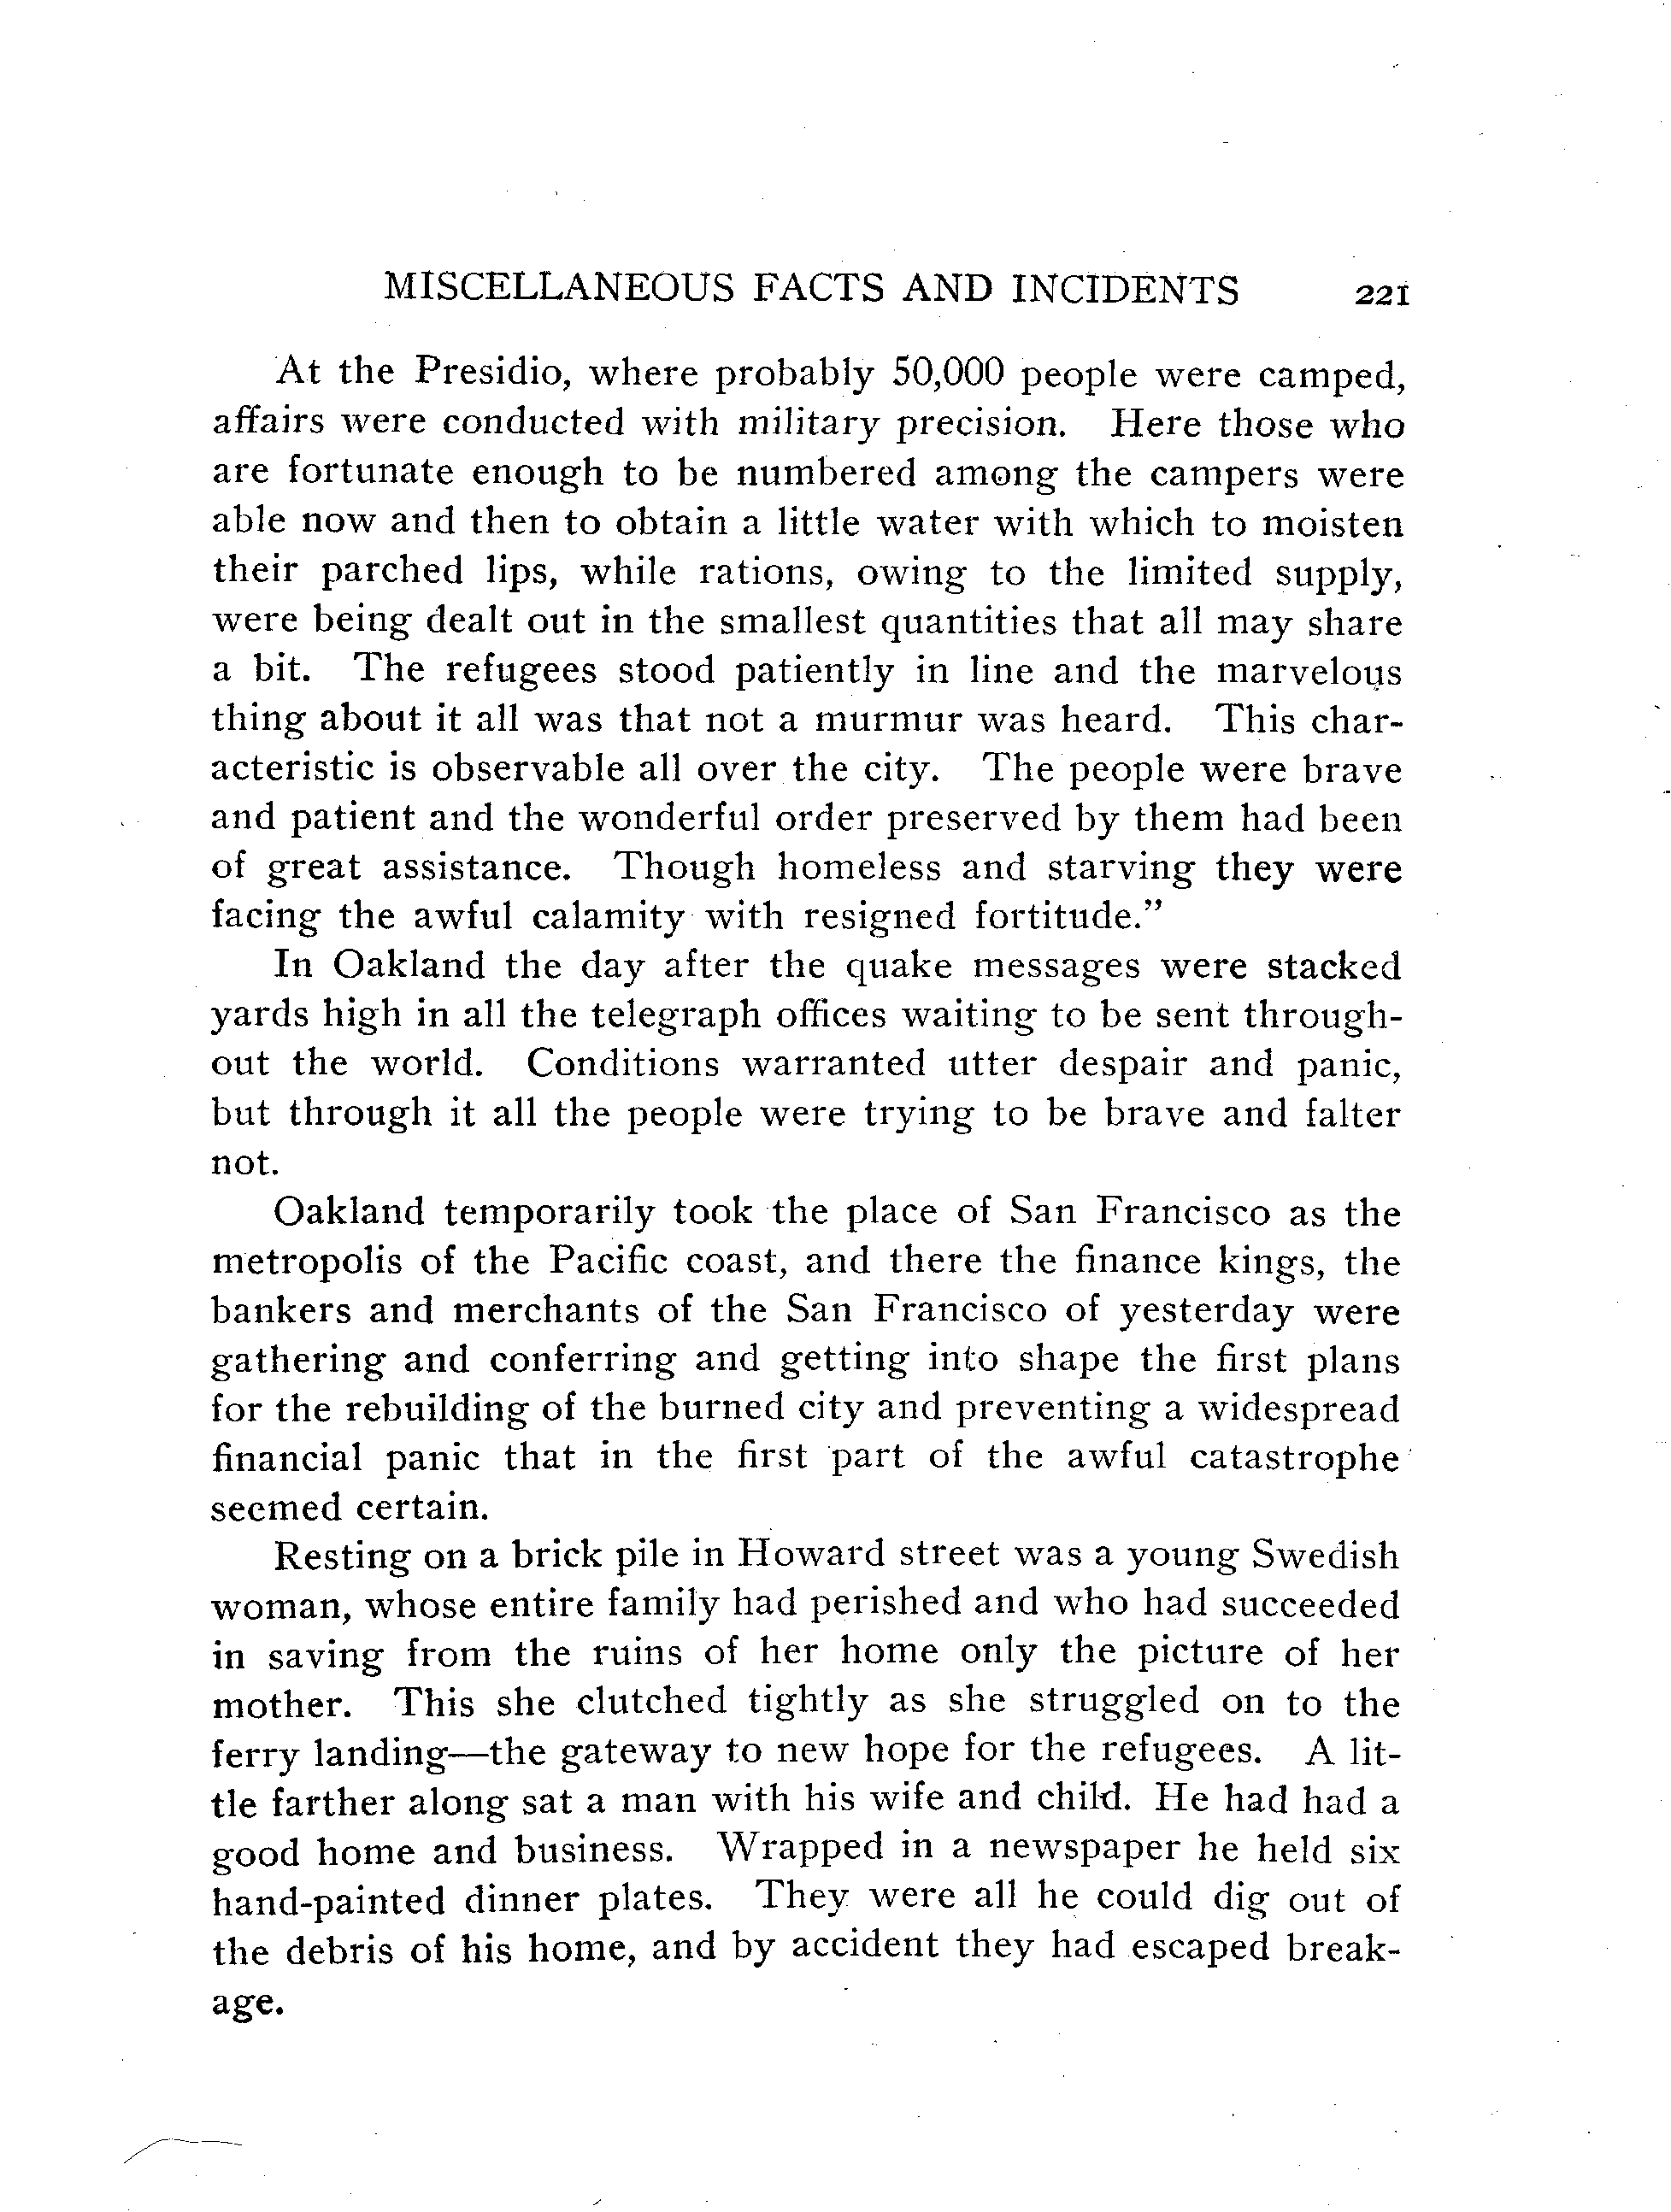 MISCELLANEOUS FACTS AND INCIDENTS 221
At the Presidio, where probably 50,000 people were camped,
affairs were conducted with military precision. Here those who
are fortunate enough to be numbered among the campers were
able now and then to obtain a little water with which to moisten
their parched lips, while rations, owing to the limited supply,
were being dealt out in the smallest quantities that all may share
a bit. The refugees stood patiently in line and the marvelous
thing about it all was that not a murmur was heard. This char-
acteristic is observable all over the city. The people were brave
and patient and the wonderful order preserved by them had been
of great assistance. Though homeless and starving they were
facing the awful calamity with resigned fortitude.”
In Oakland the day after the quake messages were stacked
yards high in all the telegraph offices waiting to be sent through-
out the world. Conditions warranted utter despair and panic,
but through it all the people were trying to be brave and falter
not.
Oakland temporarily took the place of San Francisco as the
metropolis of the Pacific coast, and there the finance kings, the
bankers and merchants of the San Francisco of yesterday were
gathering and conferring and getting into shape the first plans
for the rebuilding of the burned city and preventing a widespread
financial panic that in the first part of the awful catastrophe
seemed certain.
Resting on a brick pile in Howard street was a young Swedish
woman, whose entire family had perished and who had succeeded
in saving from the ruins of her home only the picture of her
mother. This she clutched tightly as she struggled on to the
ferry landing—the gateway to new hope for the refugees. A lit-
tle farther along sat a man with his wife and child. He had had a
good home and business. Wrapped in a newspaper he held six
hand-painted dinner plates. They were all he could dig out of
the debris of his home, and by accident they had escaped break-
age.